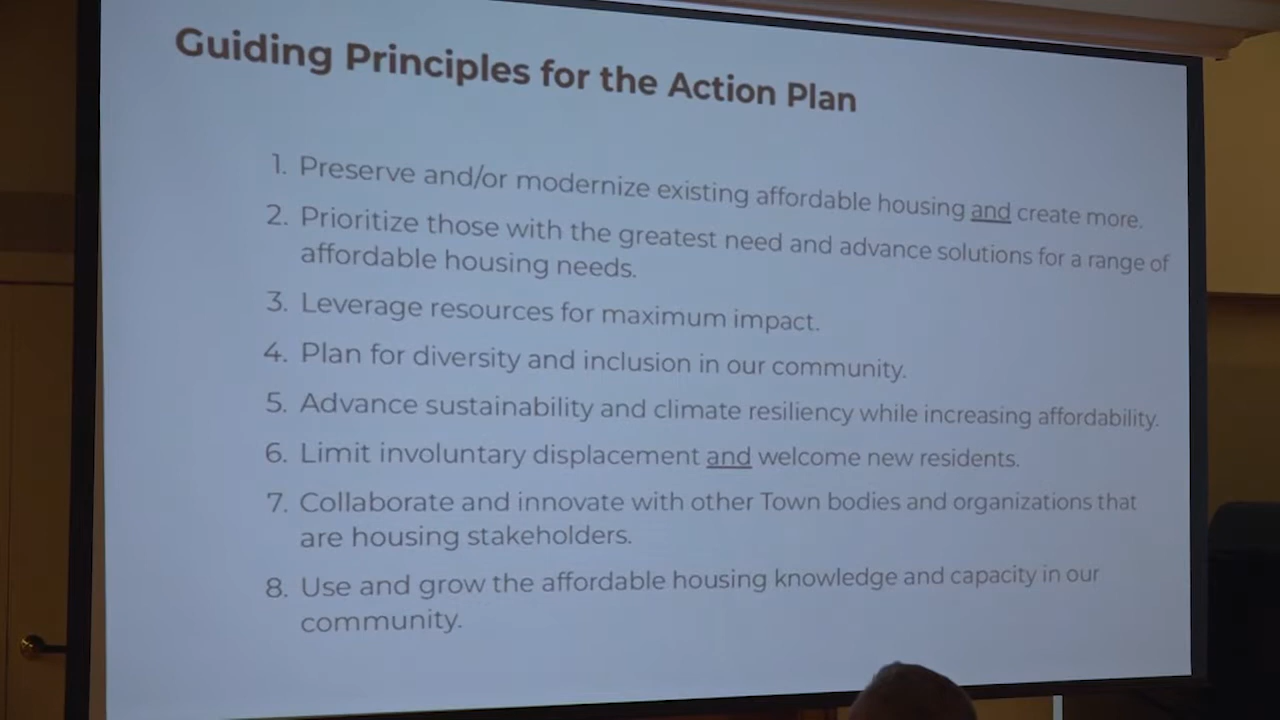 Guiding Principles for the Action Plan
1. Preserve and/or modernize existing affordable housing and create more.
2. Prioritize those with the greatest need and advance solutions for a range of
affordable housing needs.
3. Leverage resources for maximum impact.
4. Plan for diversity and inclusion in our community.
5. Advance sustainability and climate resiliency while increasing affordability.
6. Limit involuntary displacement and welcome new residents.
7. Collaborate and innovate with other Town bodies and organizations that
are housing stakeholders.
8. Use and grow the affordable housing knowledge and capacity in our
community.